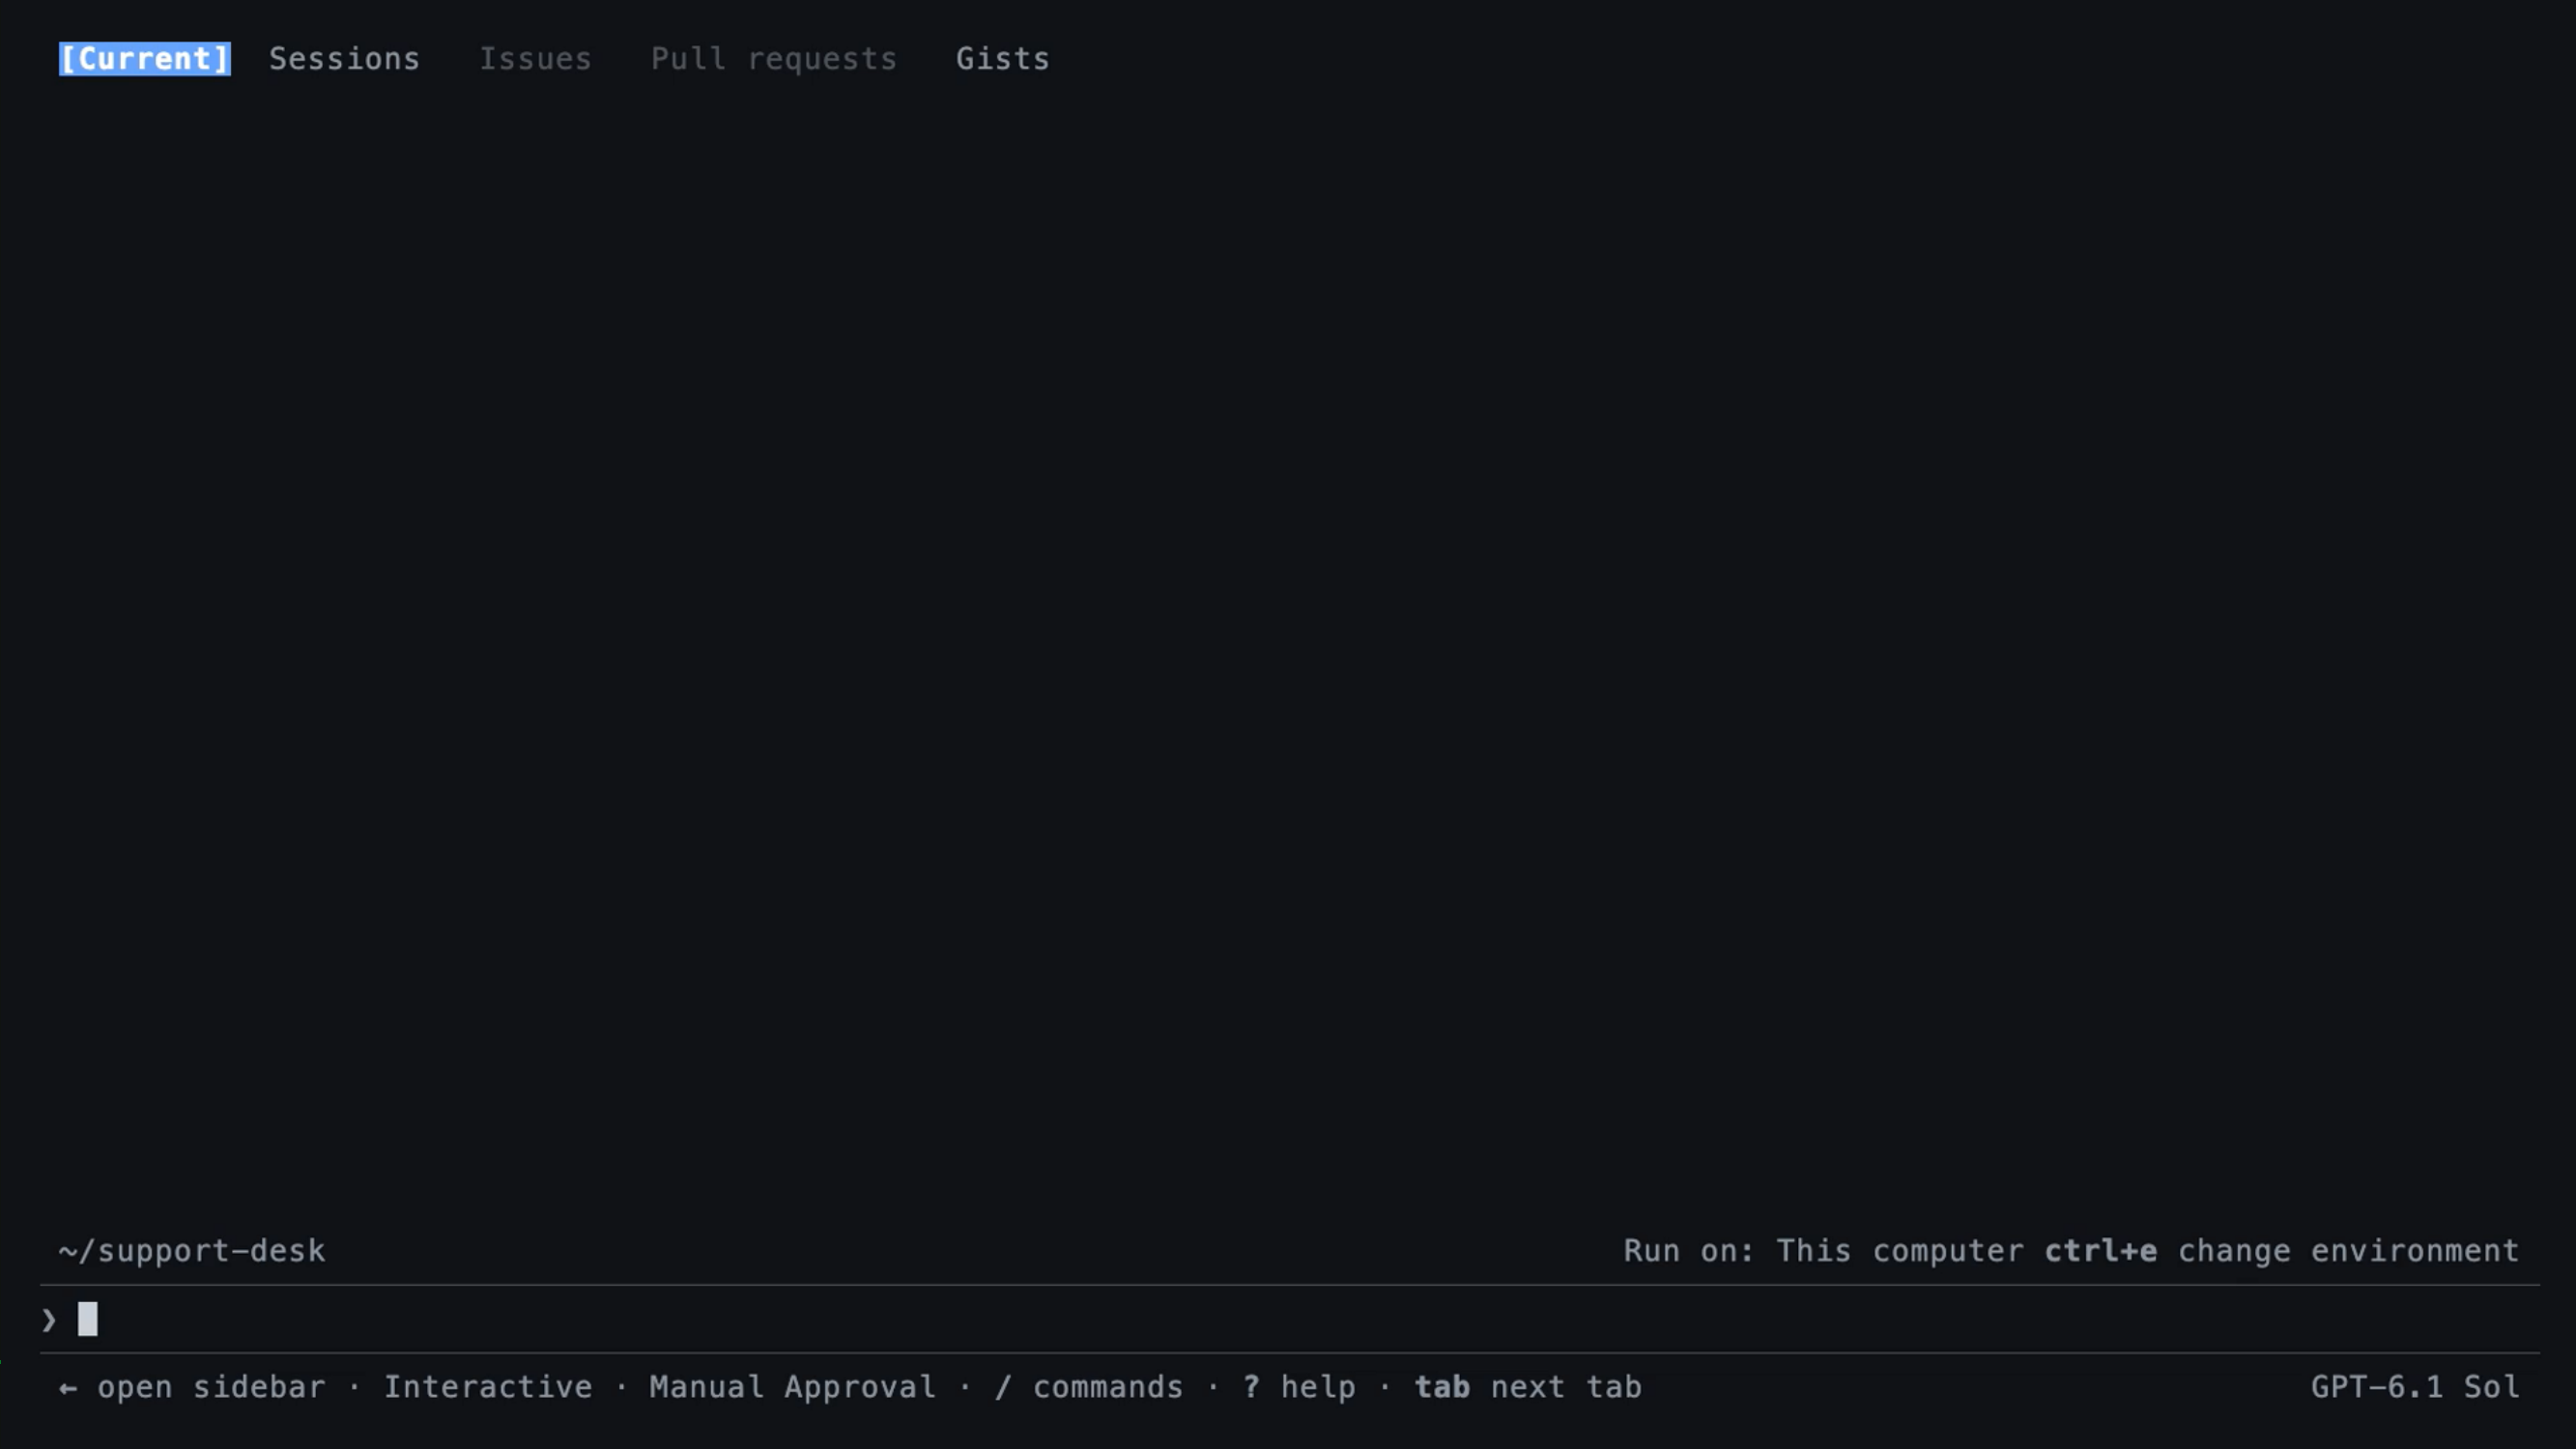 [Current] Sessions Issues Pull requests Gists
~/support-desk Run on: This computer ctrl+e change environment
❯
← open sidebar · Interactive · Manual Approval · / commands · ? help · tab next tab GPT-6.1 Sol